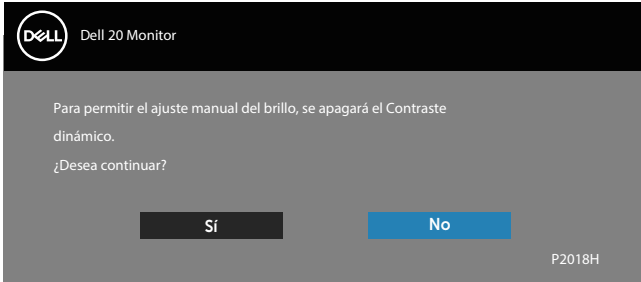 DELL
Dell 20 Monitor
Para permitir el ajuste manual del brillo, se apagará el Contraste
dinámico.
¿Desea continuar?
Sí No
P2018H